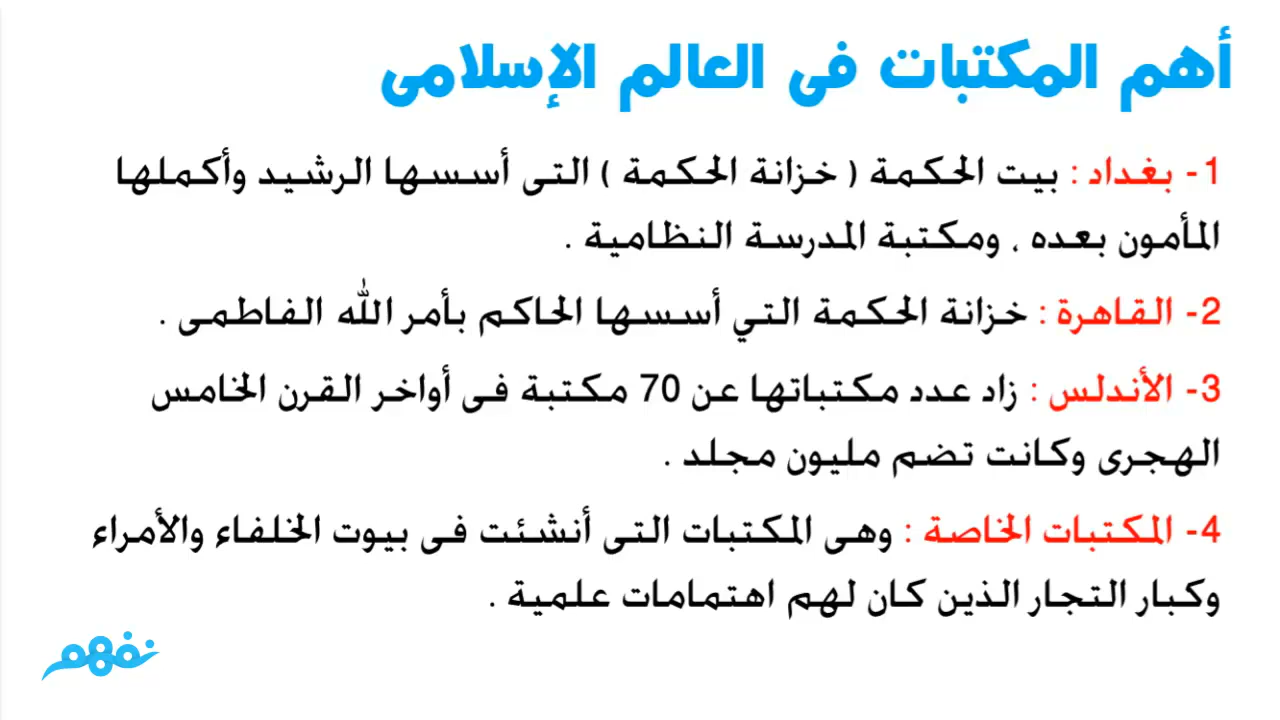 أهم المكتبات فى العالم الإسلامى
1- بغداد : بيت الحكمة ( خزانة الحكمة ) التى أسسها الرشيد وأكملها
المأمون بعده ، ومكتبة المدرسة النظامية .
2- القاهرة : خزانة الحكمة التي أسسها الحاكم بأمر الله الفاطمى .
3- الأندلس : زاد عدد مكتباتها عن 70 مكتبة فى أواخر القرن الخامس
الهجرى وكانت تضم مليون مجلد .
4- المكتبات الخاصة : وهى المكتبات التى أنشئت فى بيوت الخلفاء والأمراء
وكبار التجار الذين كان لهم اهتمامات علمية .
نفهم